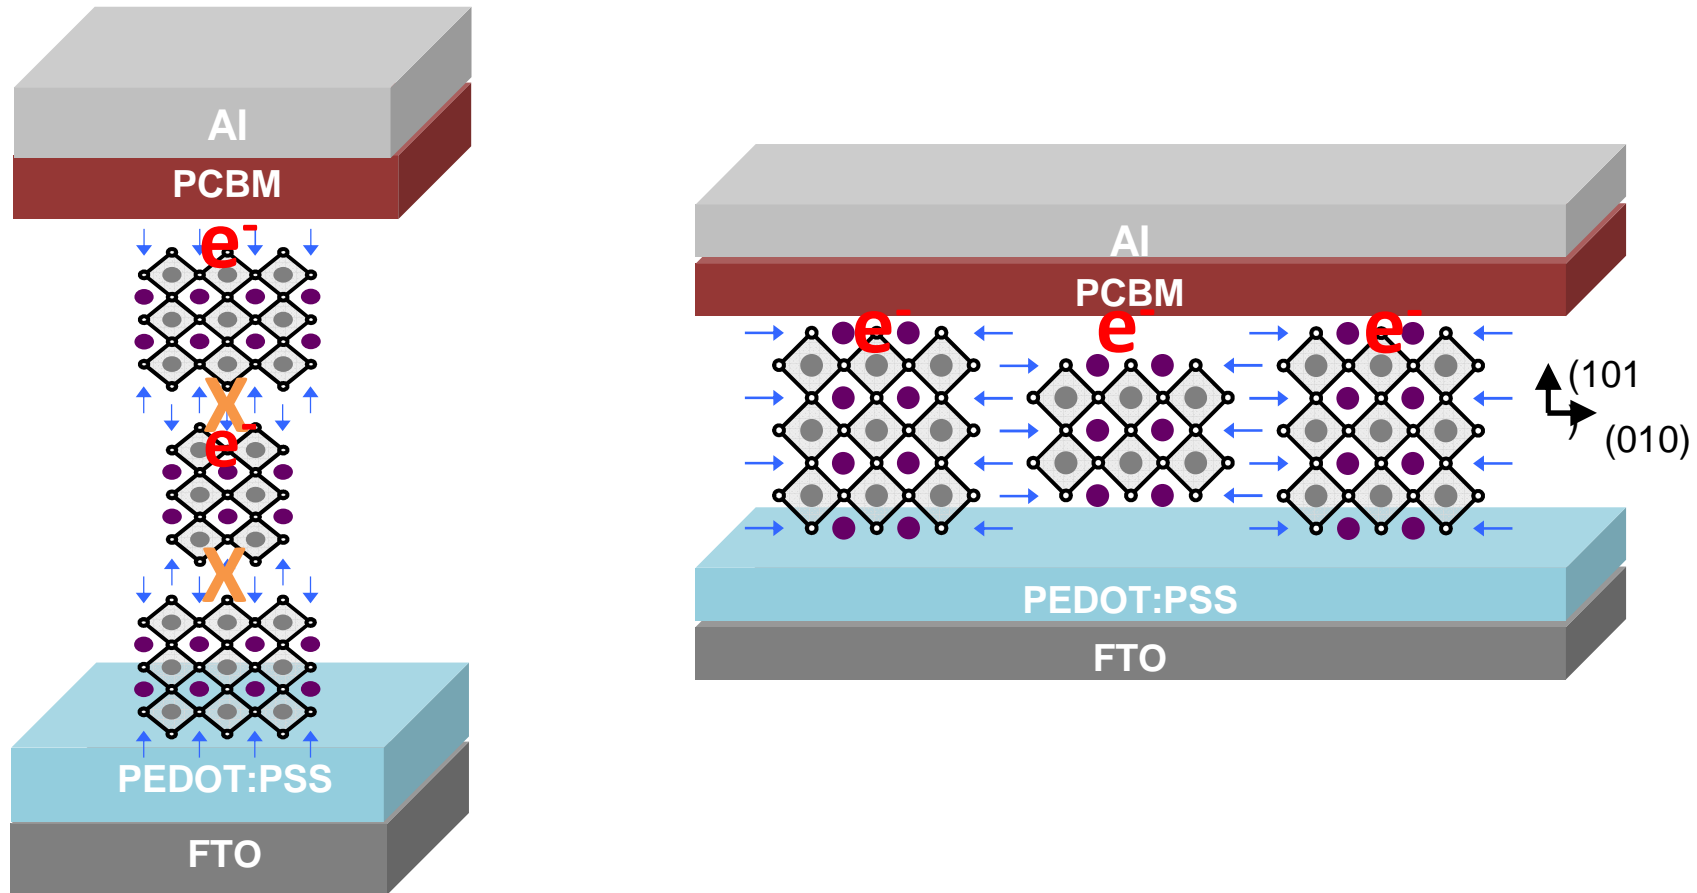 Al
PCBM
e-
X
e-
X
PEDOT:PSS
FTO
Al
PCBM
e- e- e-
(101
)
(010)
PEDOT:PSS
FTO